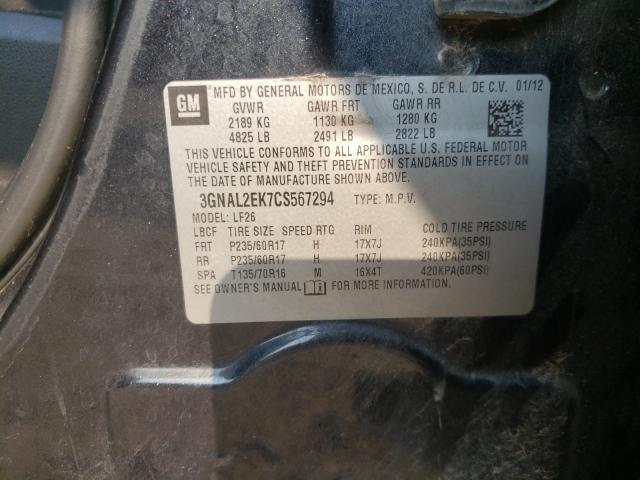 GM
MFD BY GENERAL MOTORS DE MEXICO, S. DE R.L. DE C.V. 01/12
GVWR GAWR FRT GAWR RR
2189 KG 1130 KG 1280 KG
4825 LB 2491 LB 2822 LB
THIS VEHICLE CONFORMS TO ALL APPLICABLE U.S. FEDERAL MOTOR
VEHICLE SAFETY AND THEFT PREVENTION STANDARDS IN EFFECT ON
THE DATE OF MANUFACTURE SHOWN ABOVE.
3GNAL2EK7CS567294 TYPE: M.P.V.
MODEL: LF26
LBCF TIRE SIZE SPEED RTG RIM COLD TIRE PRESSURE
FRT P235/60R17 H 17X7J 240KPA(35PSI)
RR P235/60R17 H 17X7J 240KPA(35PSI)
SPA T135/70R16 M 16X4T 420KPA(60PSI)
SEE OWNER'S MANUAL FOR MORE INFORMATION.